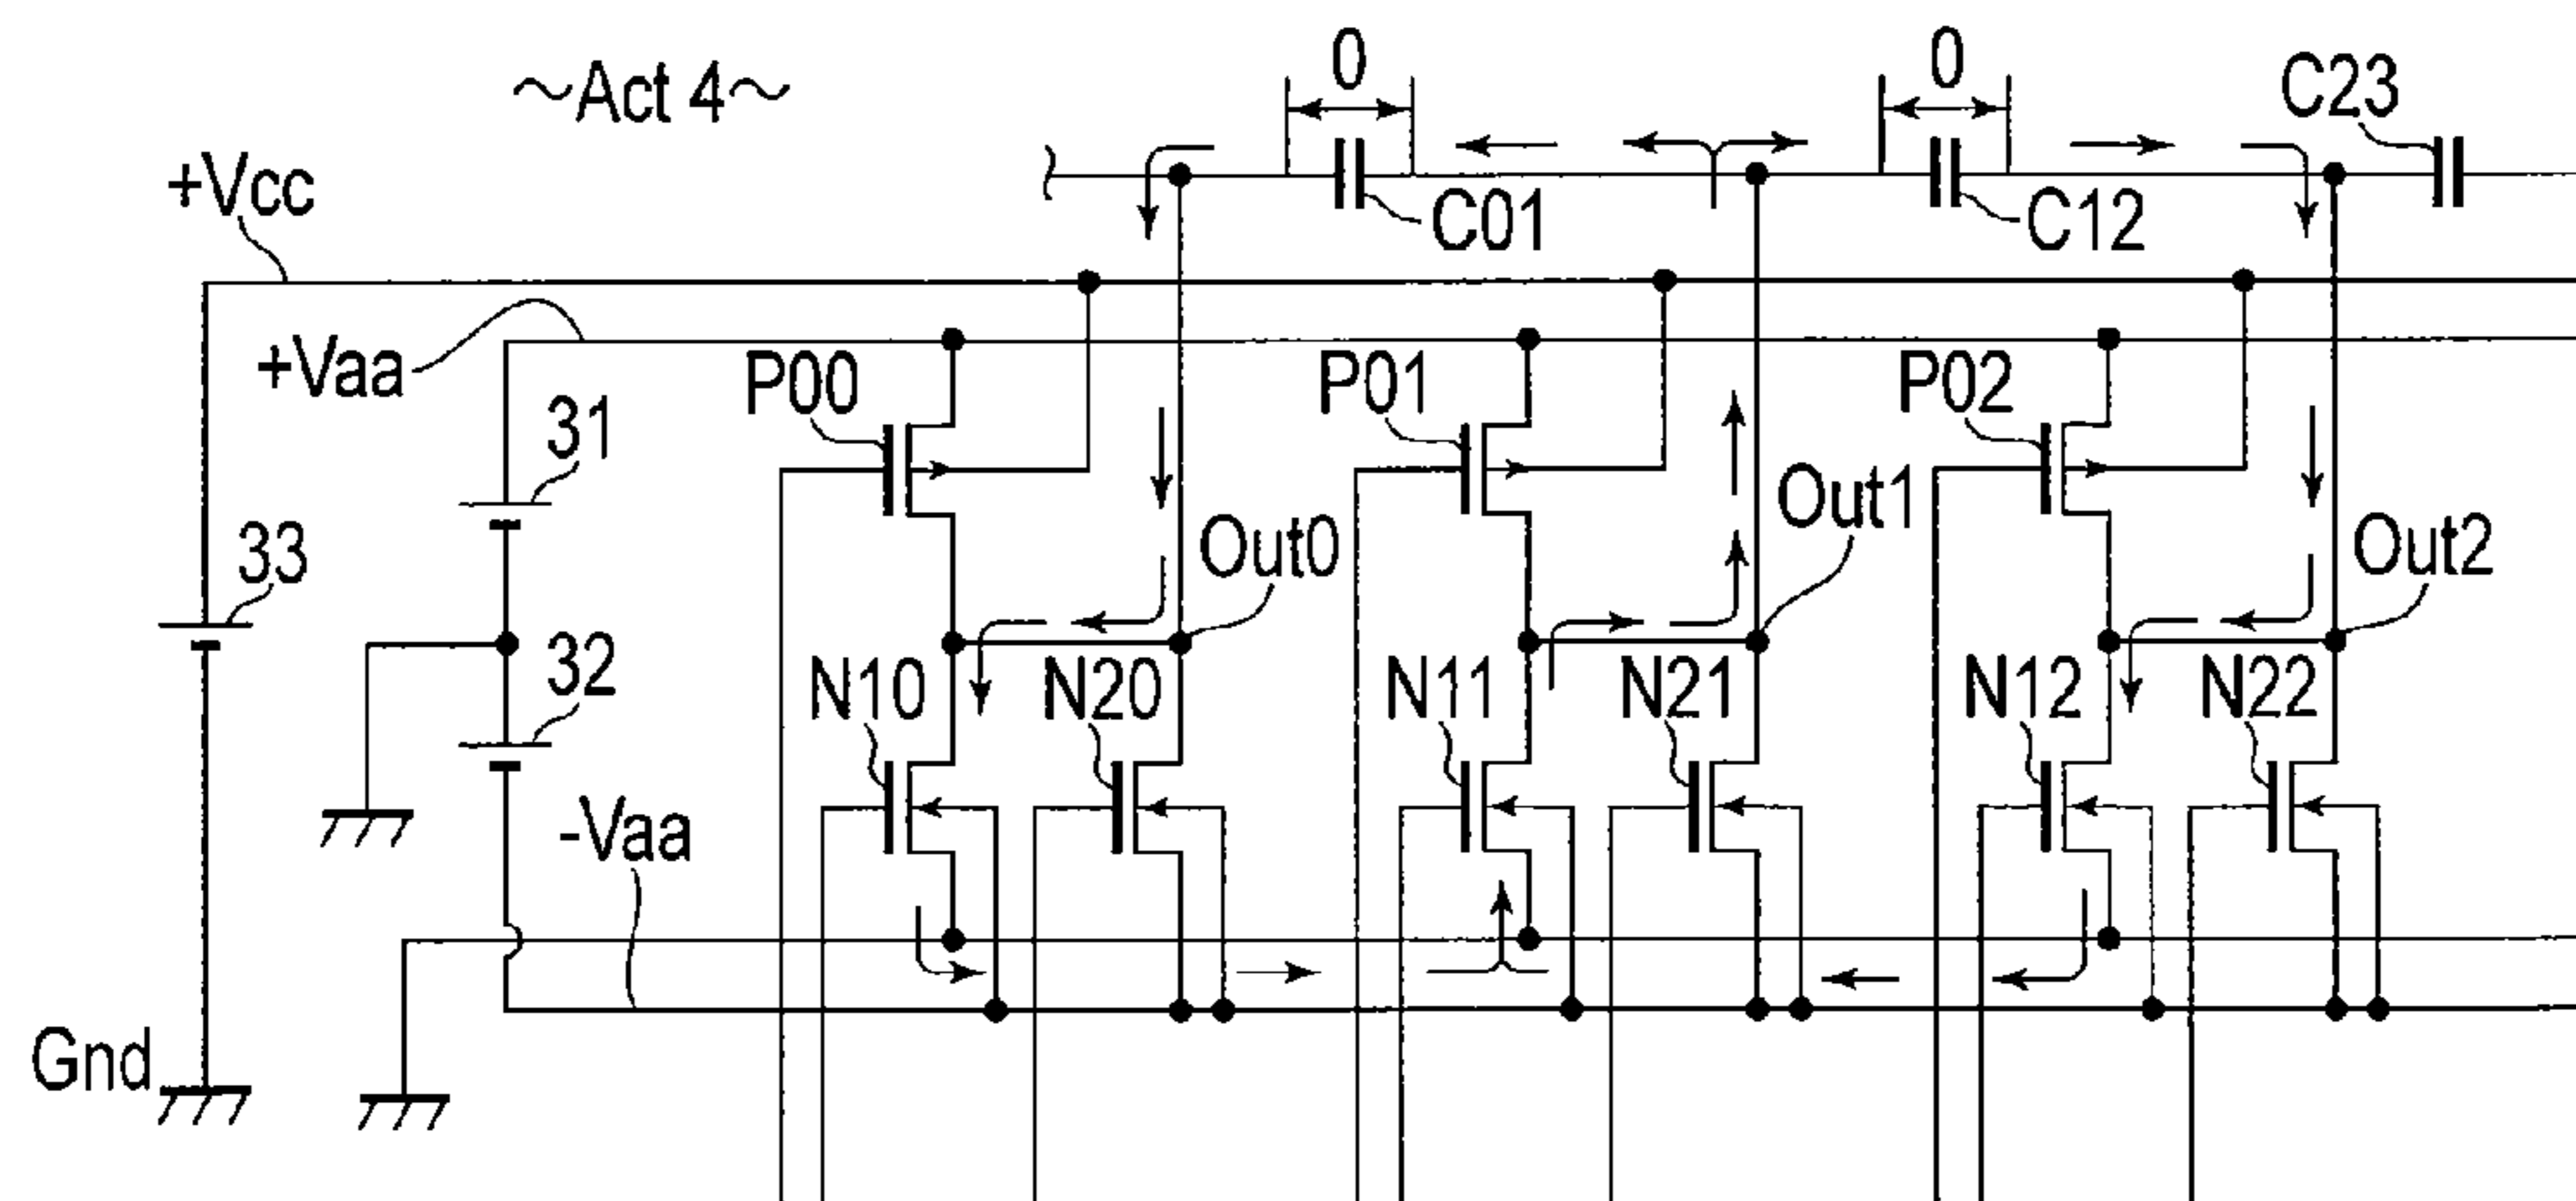 ~Act 4~
0
0
C23
+Vcc
C01
C12
+Vaa
P00
P01
P02
31
Out1
33
Out0
Out2
32
N10
N20
N11
N21
N12
N22
-Vaa
Gnd